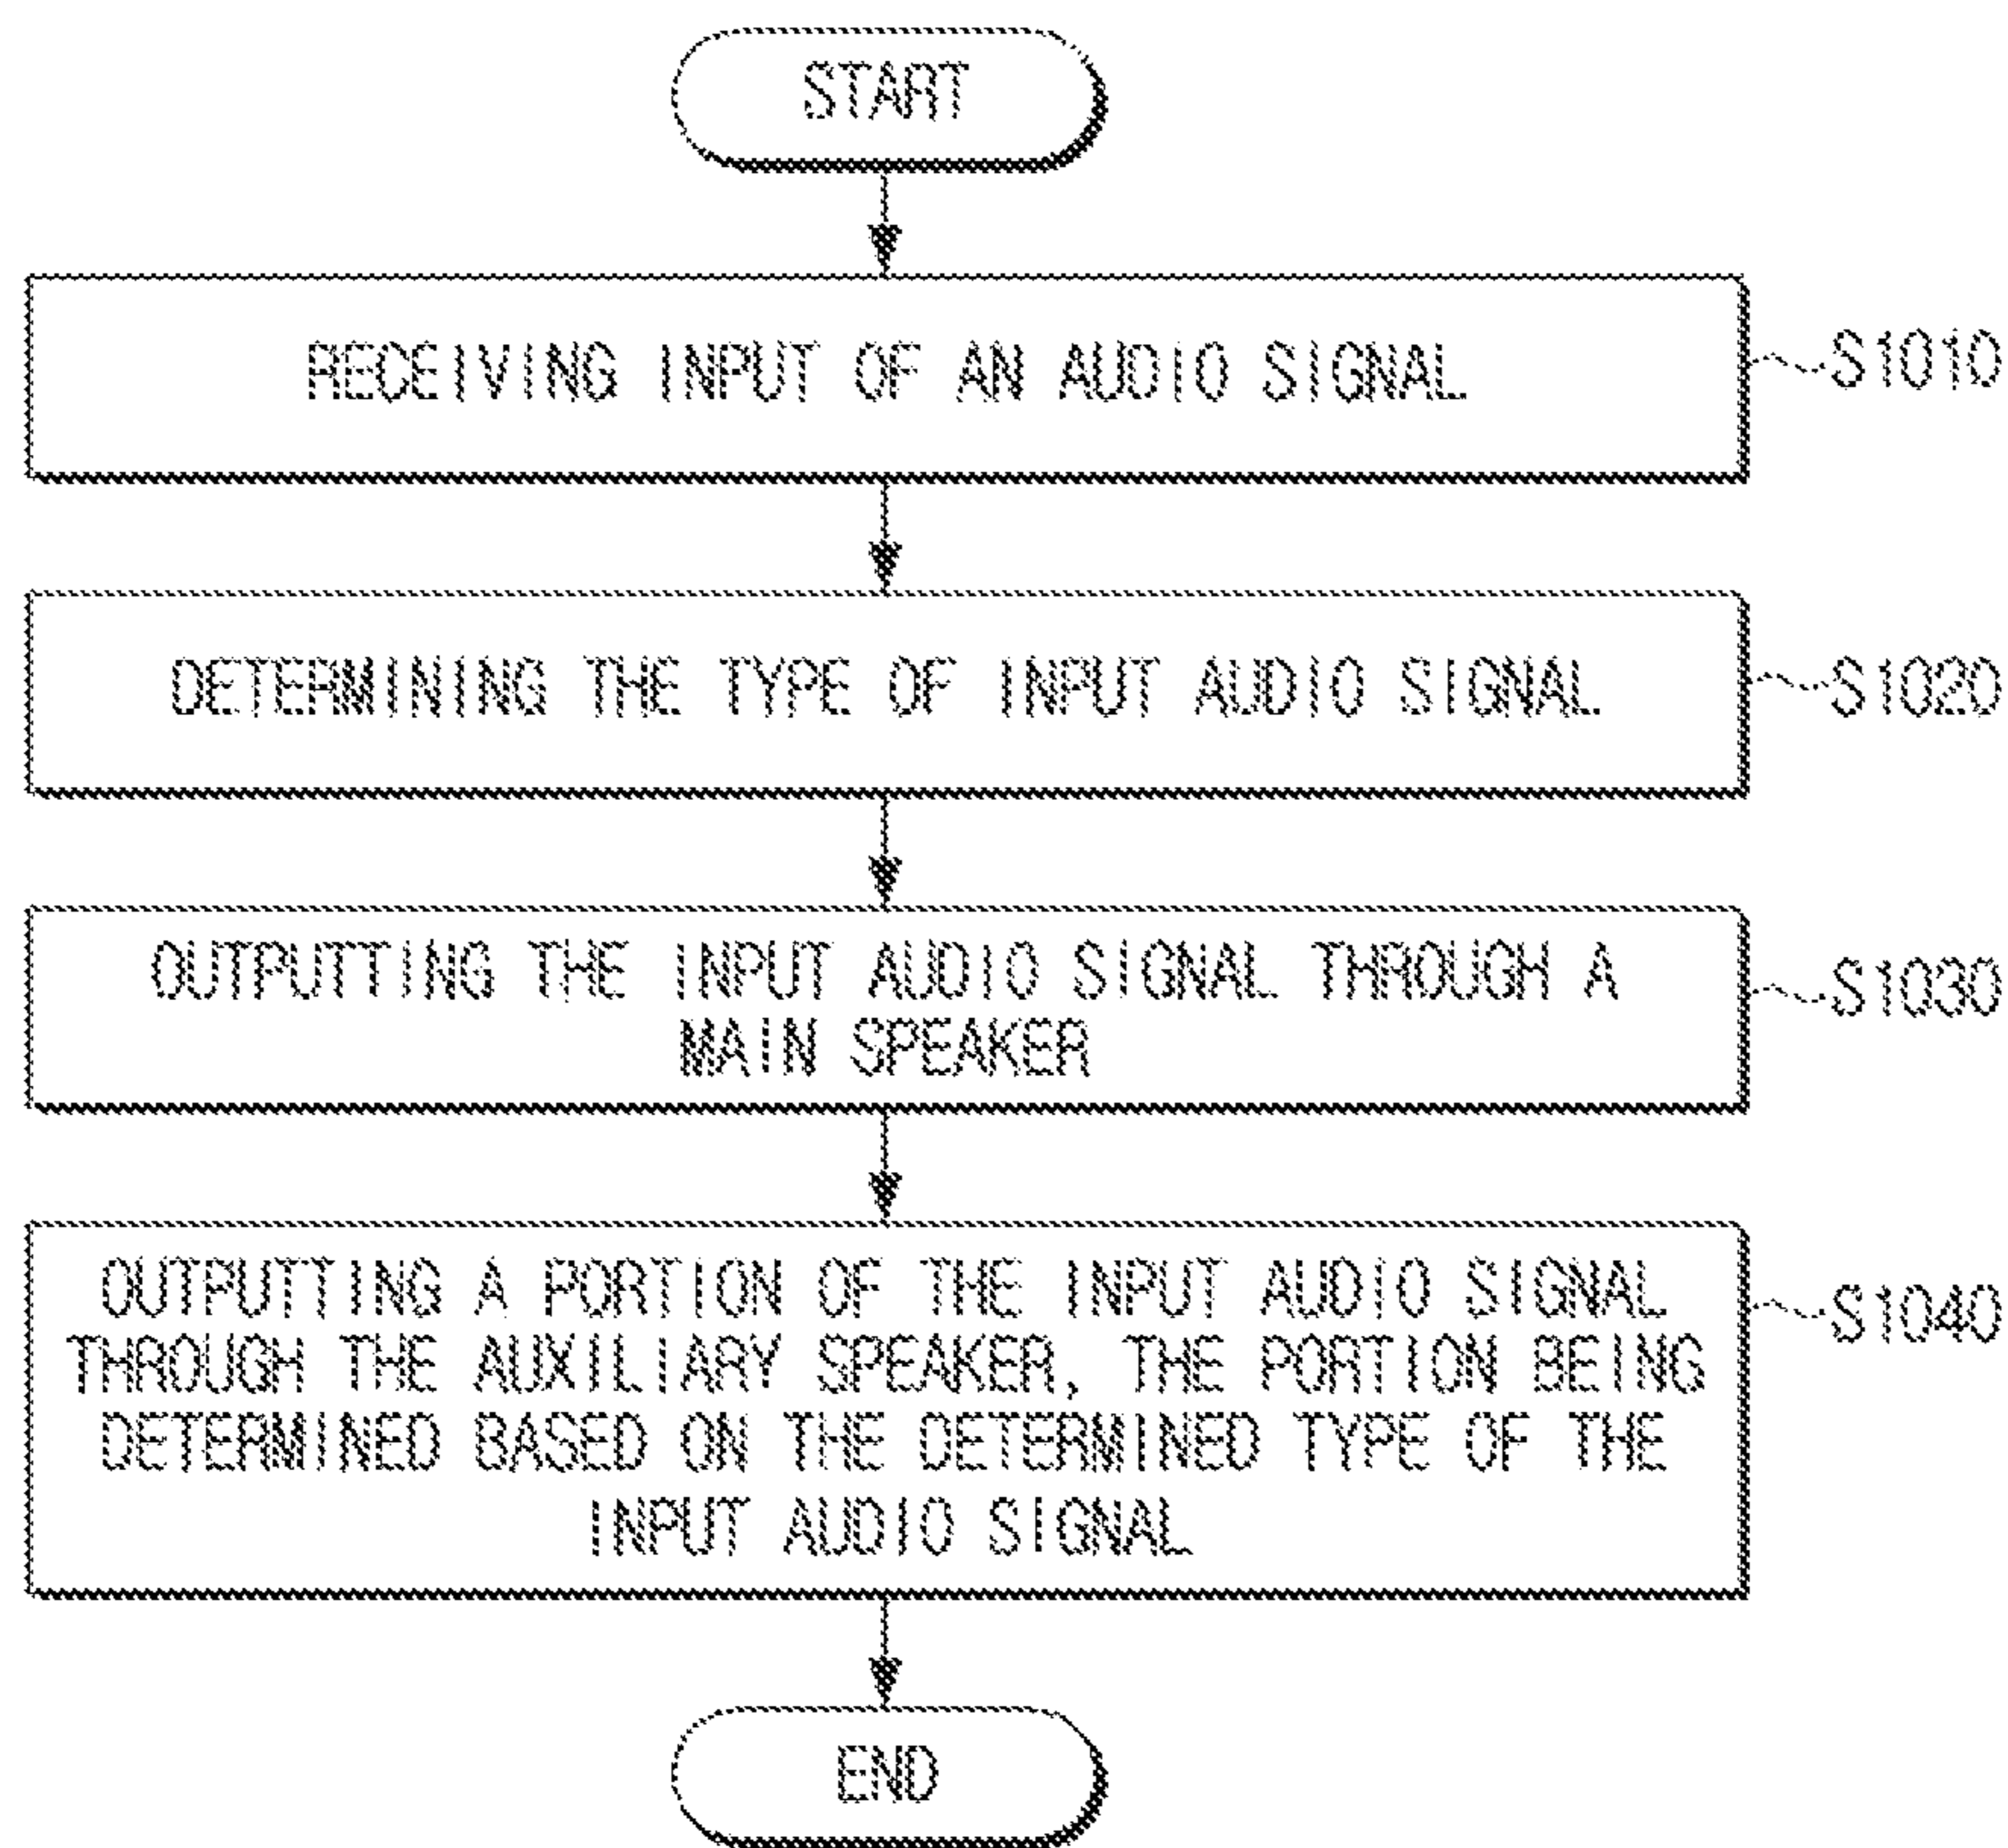 START
RECEIVING INPUT OF AN AUDIO SIGNAL
S1010
DETERMINING THE TYPE OF INPUT AUDIO SIGNAL
S1020
OUTPUTTING THE INPUT AUDIO SIGNAL THROUGH A
MAIN SPEAKER
S1030
OUTPUTTING A PORTION OF THE INPUT AUDIO SIGNAL
THROUGH THE AUXILIARY SPEAKER, THE PORTION BEING
DETERMINED BASED ON THE DETERMINED TYPE OF THE
INPUT AUDIO SIGNAL
S1040
END